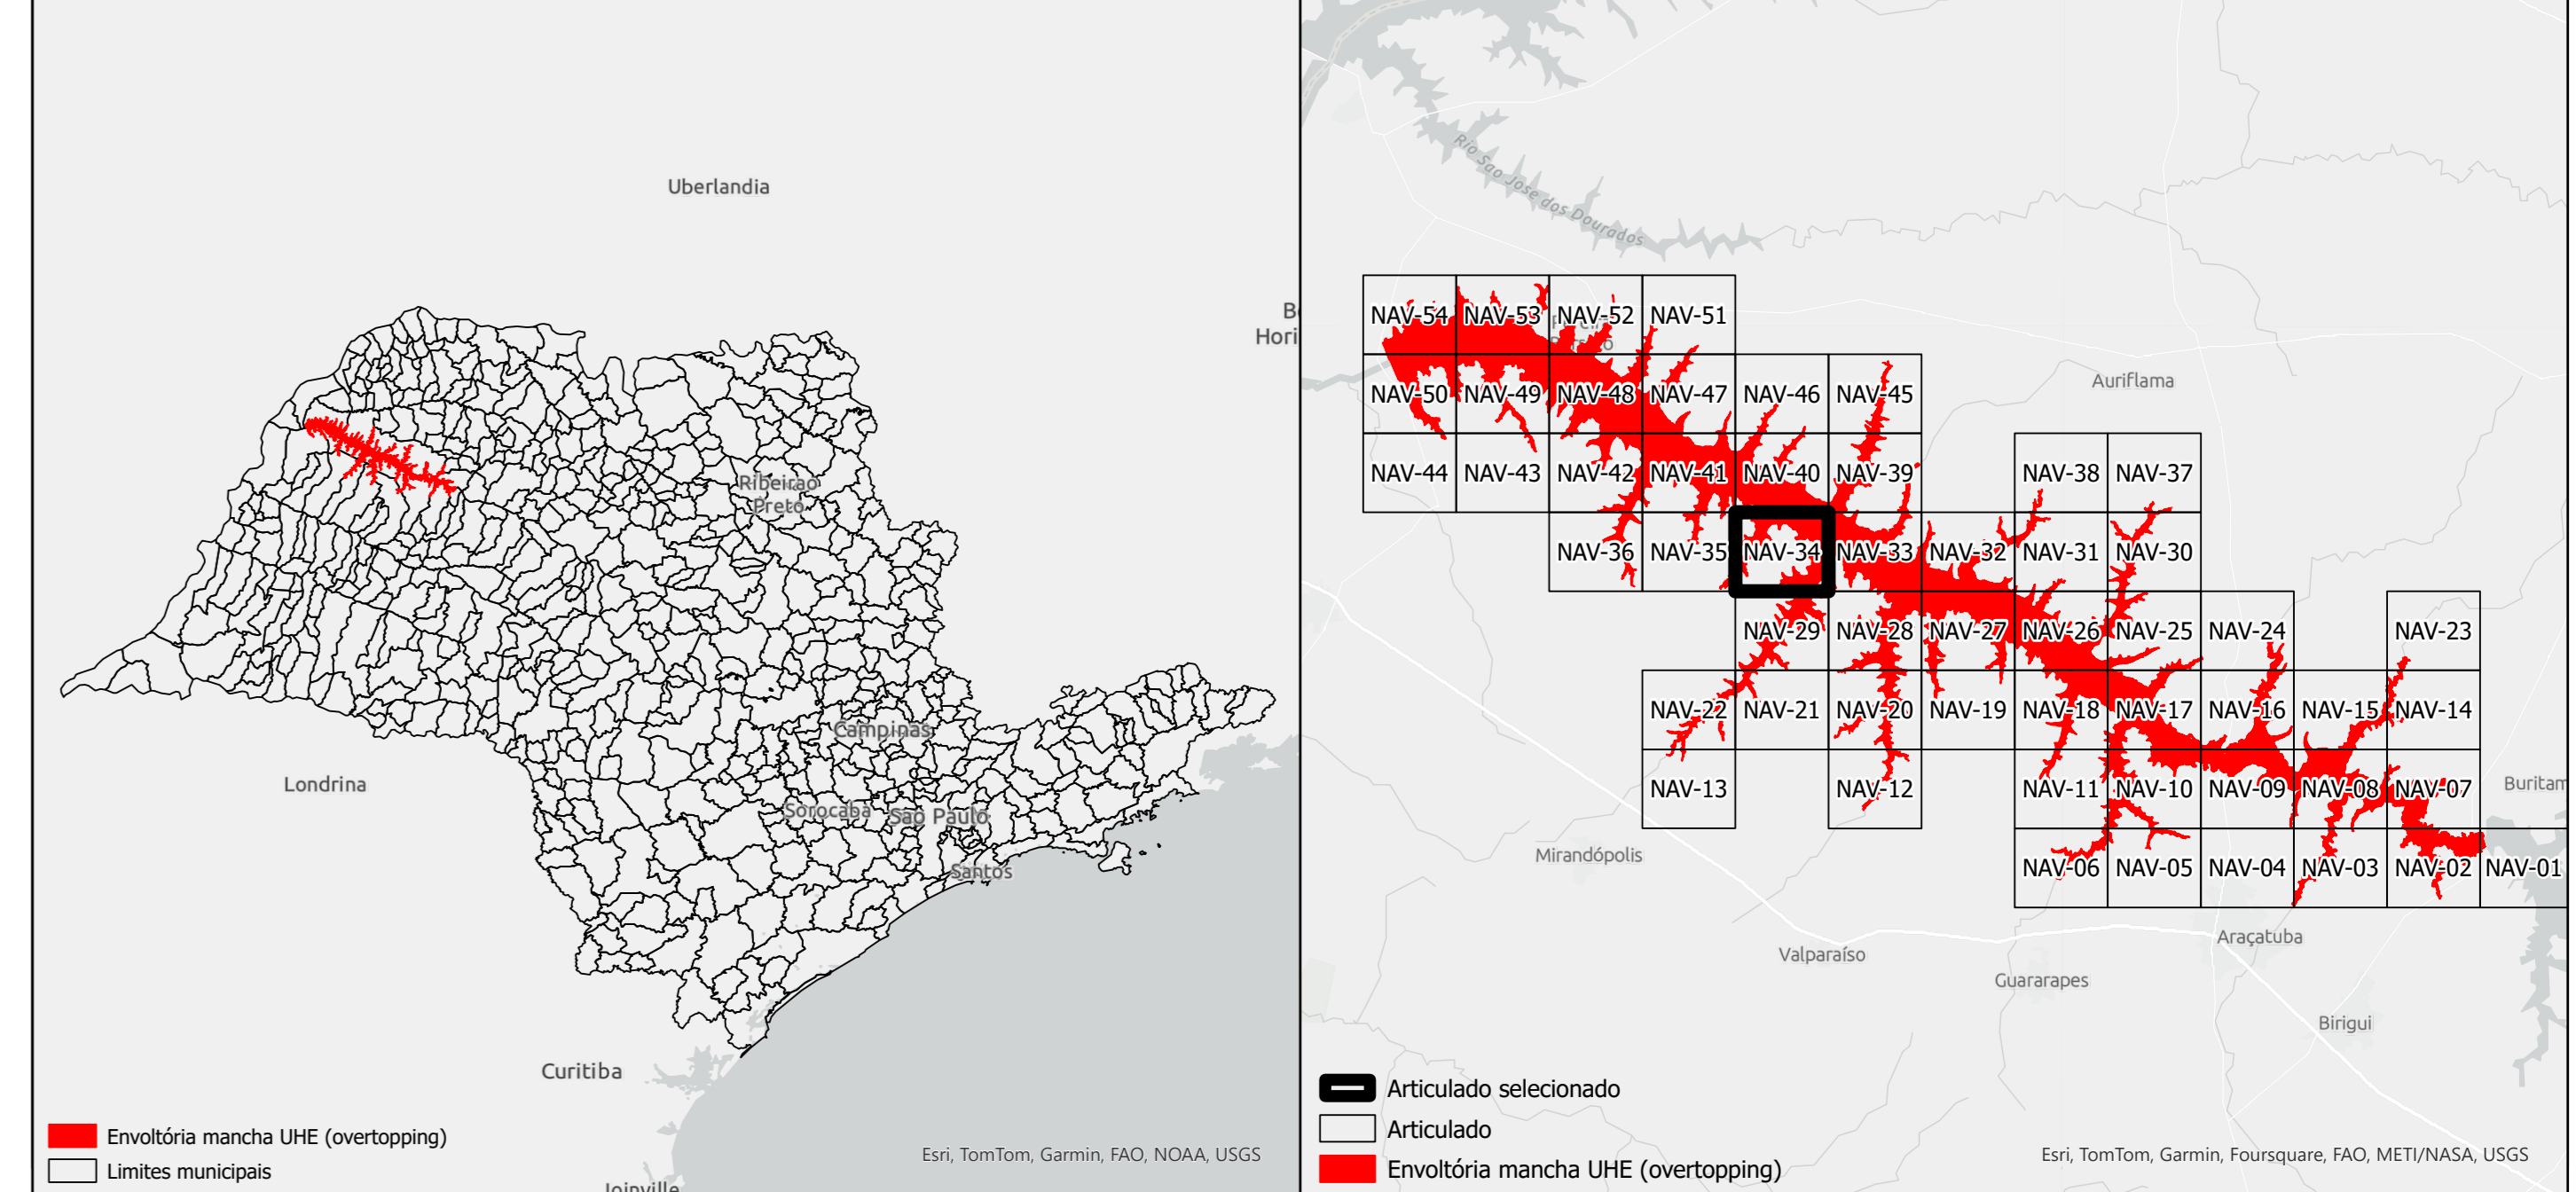 Uberlandia
Ribeirao
Preto
Campinas
Londrina
Sorocaba
Sao Paulo
Santos
Curitiba
Joinville
Envoltória mancha UHE (overtopping)
Limites municipais
Esri, TomTom, Garmin, FAO, NOAA, USGS
Rio Sao Jose dos Dourados
NAV-54 NAV-53 NAV-52 NAV-51
NAV-50 NAV-49 NAV-48 NAV-47 NAV-46 NAV-45
Auriflama
NAV-44 NAV-43 NAV-42 NAV-41 NAV-40 NAV-39 NAV-38 NAV-37
NAV-36 NAV-35 NAV-34 NAV-33 NAV-32 NAV-31 NAV-30
NAV-29 NAV-28 NAV-27 NAV-26 NAV-25 NAV-24 NAV-23
NAV-22 NAV-21 NAV-20 NAV-19 NAV-18 NAV-17 NAV-16 NAV-15 NAV-14
NAV-13 NAV-12 NAV-11 NAV-10 NAV-09 NAV-08 NAV-07
Buritam
Mirandópolis
NAV-06 NAV-05 NAV-04 NAV-03 NAV-02 NAV-01
Araçatuba
Valparaíso
Guararapes
Birigui
Articulado selecionado
Articulado
Envoltória mancha UHE (overtopping)
Esri, TomTom, Garmin, Foursquare, FAO, METI/NASA, USGS